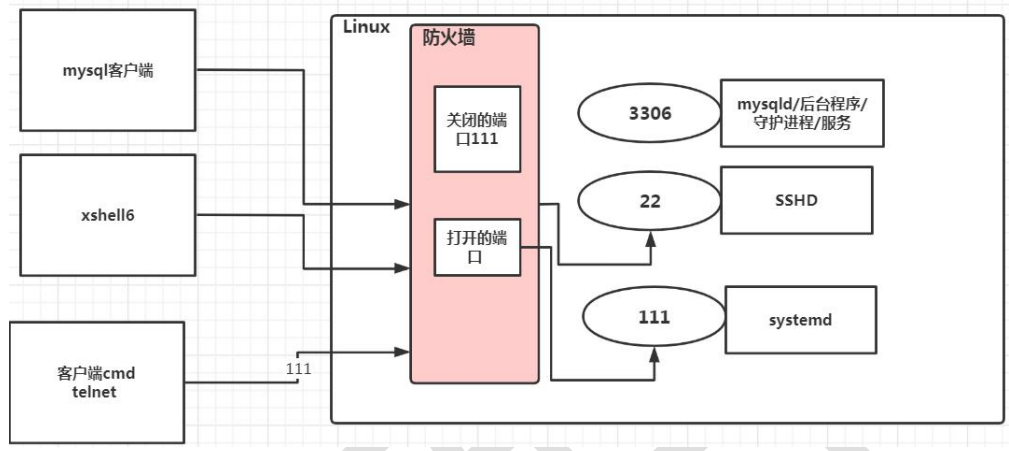 Linux
防火墙
mysql客户端
xshell6
客户端cmd
telnet
111
关闭的端
口111
打开的端
口
3306
mysqld/后台程序/
守护进程/服务
22
SSHD
111
systemd